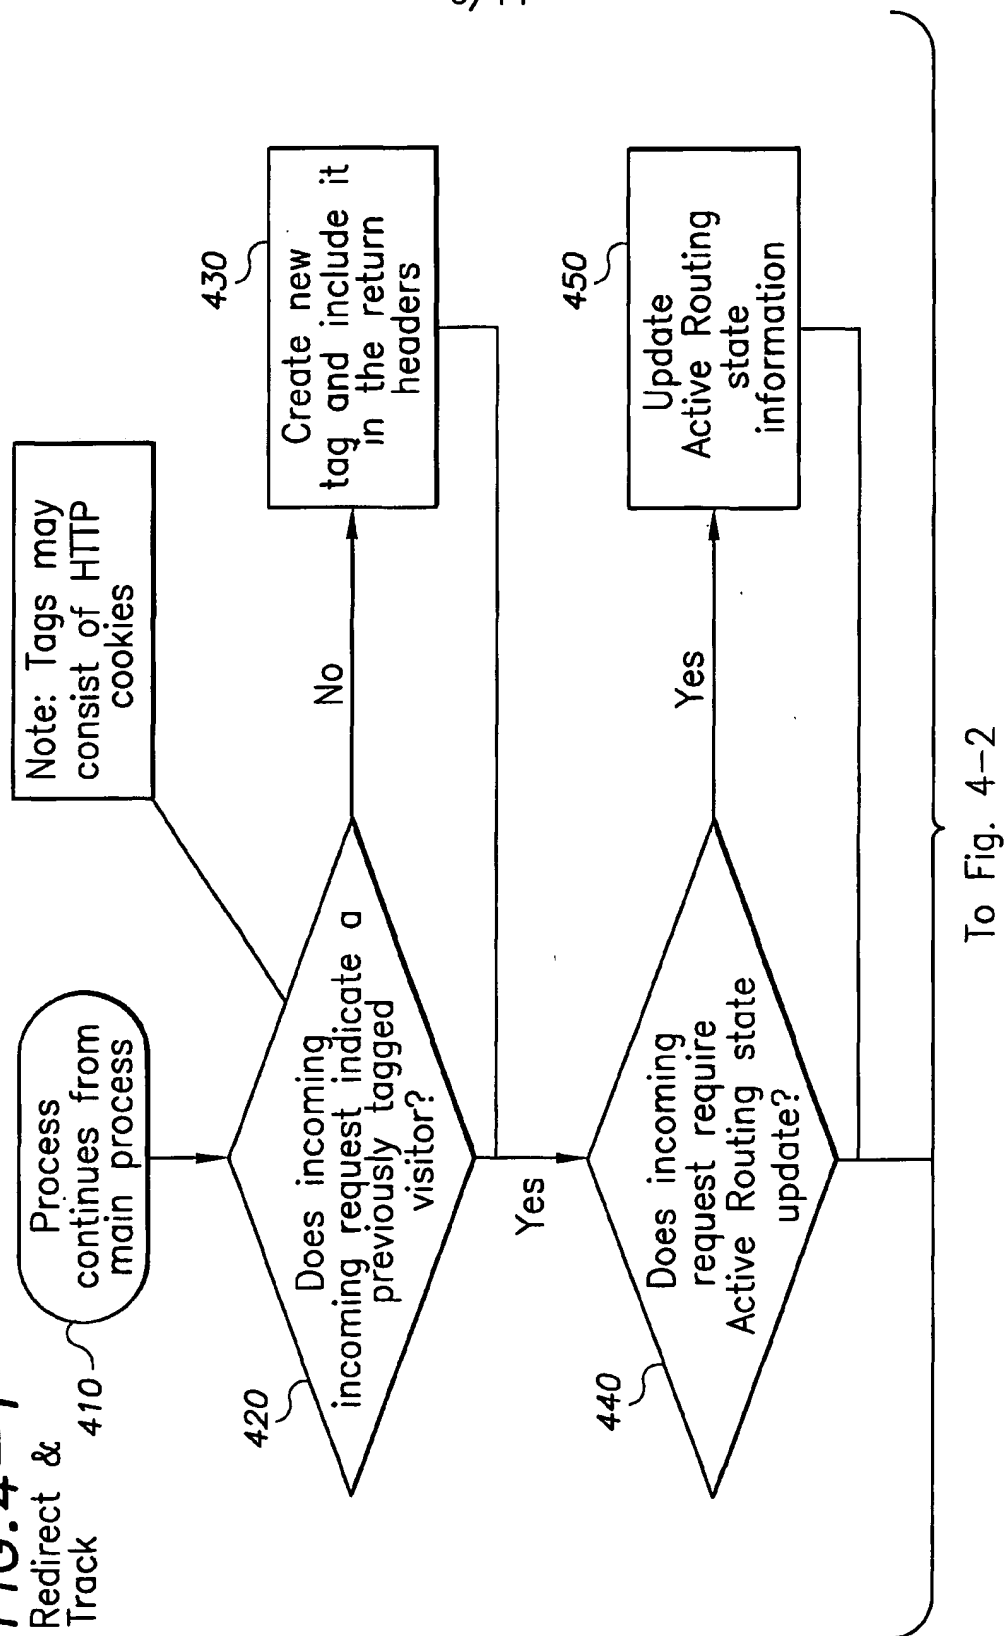 FIG. 4-1
Redirect &
Track
Process
continues from
main process
410
Note: Tags may
consist of HTTP
cookies
420
Does incoming
incoming request indicate a
previously tagged
visitor?
No
430
Create new
tag and include it
in the return
headers
Yes
440
Does incoming
request require
Active Routing state
update?
Yes
450
Update
Active Routing
state
information
To Fig. 4-2